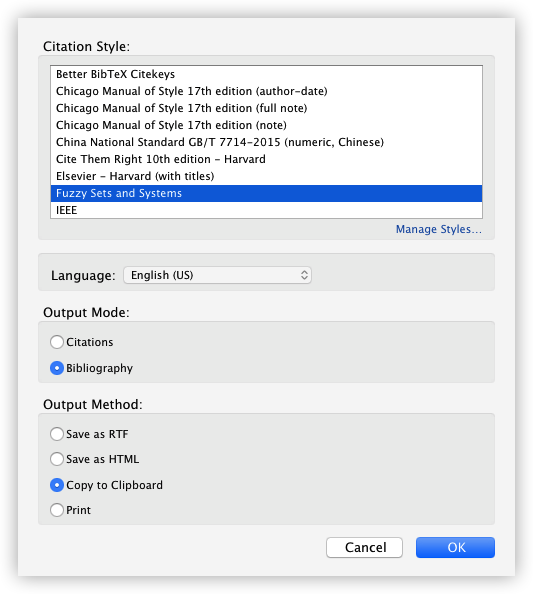 Citation Style:
Better BibTeX Citekeys
Chicago Manual of Style 17th edition (author-date)
Chicago Manual of Style 17th edition (full note)
Chicago Manual of Style 17th edition (note)
China National Standard GB/T 7714-2015 (numeric, Chinese)
Cite Them Right 10th edition - Harvard
Elsevier - Harvard (with titles)
Fuzzy Sets and Systems
IEEE
Manage Styles...
Language: English (US)
Output Mode:
Citations
Bibliography
Output Method:
Save as RTF
Save as HTML
Copy to Clipboard
Print
Cancel OK